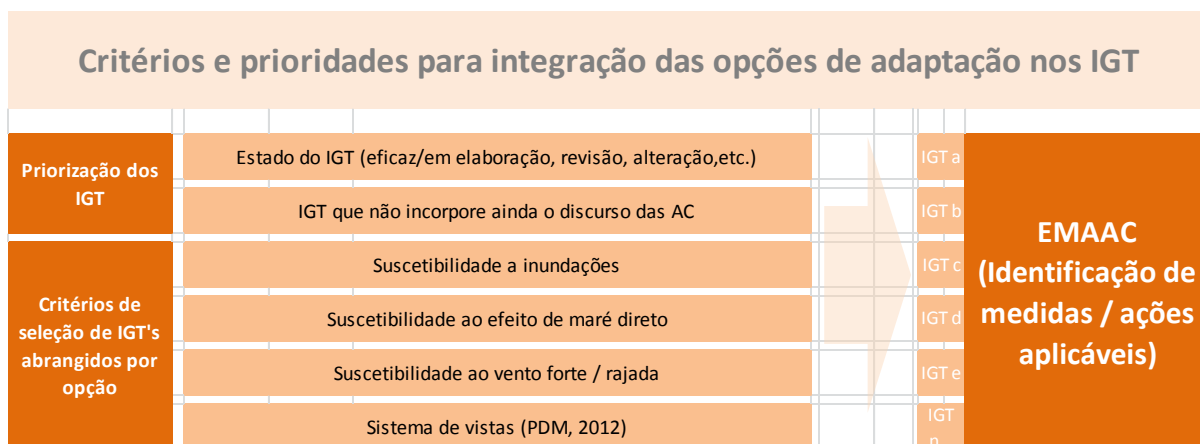 Critérios e prioridades para integração das opções de adaptação nos IGT
Priorização dos
IGT
Estado do IGT (eficaz/em elaboração, revisão, alteração,etc.)
IGT que não incorpore ainda o discurso das AC
Critérios de
seleção de IGT's
abrangidos por
opção
Suscetibilidade a inundações
Suscetibilidade ao efeito de maré direto
Suscetibilidade ao vento forte / rajada
Sistema de vistas (PDM, 2012)
IGT a
IGT b
IGT c
IGT d
IGT e
IGT
EMAAC
(Identificação de
medidas / ações
aplicáveis)